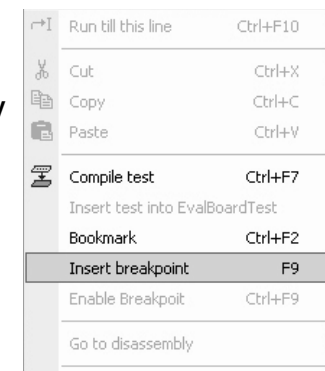 Run till this line Ctrl+F10
Cut Ctrl+X
Copy Ctrl+C
Paste Ctrl+V
Compile test Ctrl+F7
Insert test into EvalBoardTest
Bookmark Ctrl+F2
Insert breakpoint F9
Enable Breakpoit Ctrl+F9
Go to disassembly